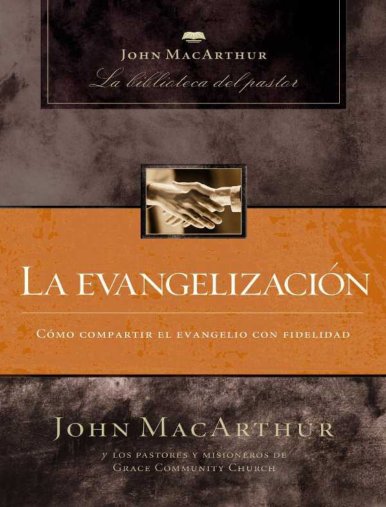 John MacArthur
La biblioteca del pastor
La evangelización
Cómo compartir el evangelio con fidelidad
John MacArthur
y los pastores y misioneros de
Grace Community Church